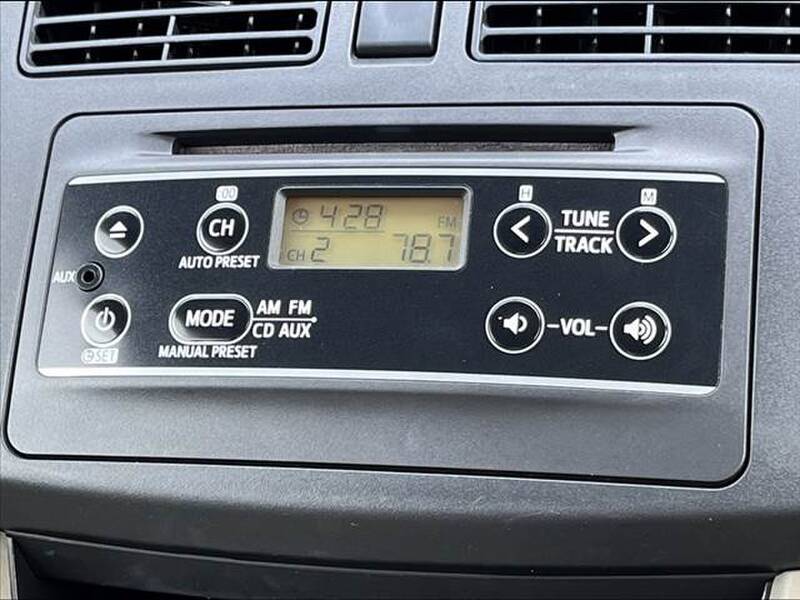 :00
H
M
CH
4:28
FM
CH 2
78.7
<
TUNE
TRACK
>
AUTO PRESET
AUX
MODE
AM FM
CD AUX
VOL
SET
MANUAL PRESET